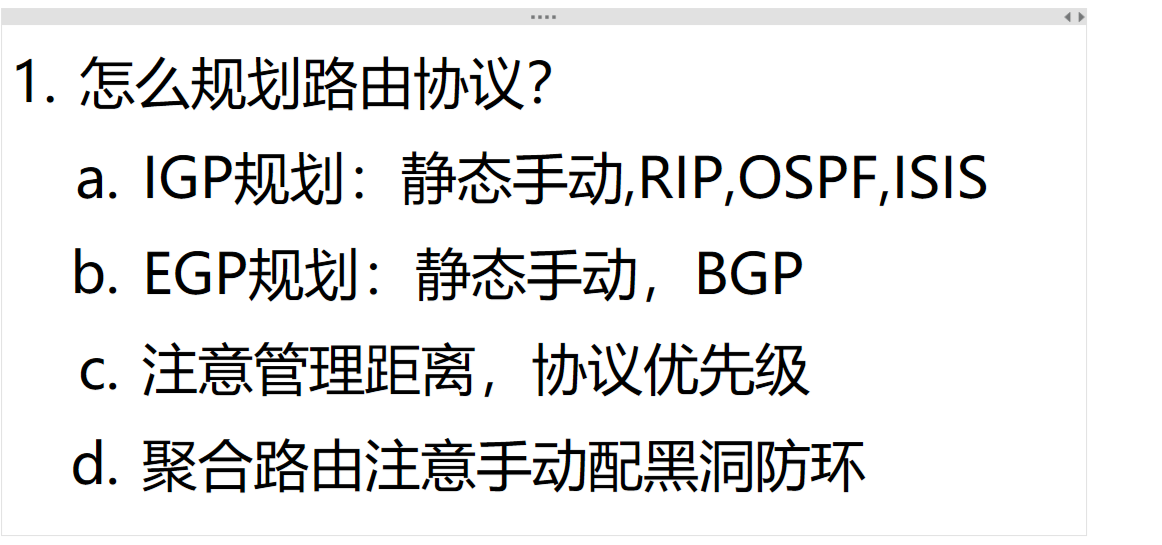 1. 怎么规划路由协议？
a. IGP规划：静态手动,RIP,OSPF,ISIS
b. EGP规划：静态手动，BGP
c. 注意管理距离，协议优先级
d. 聚合路由注意手动配黑洞防环